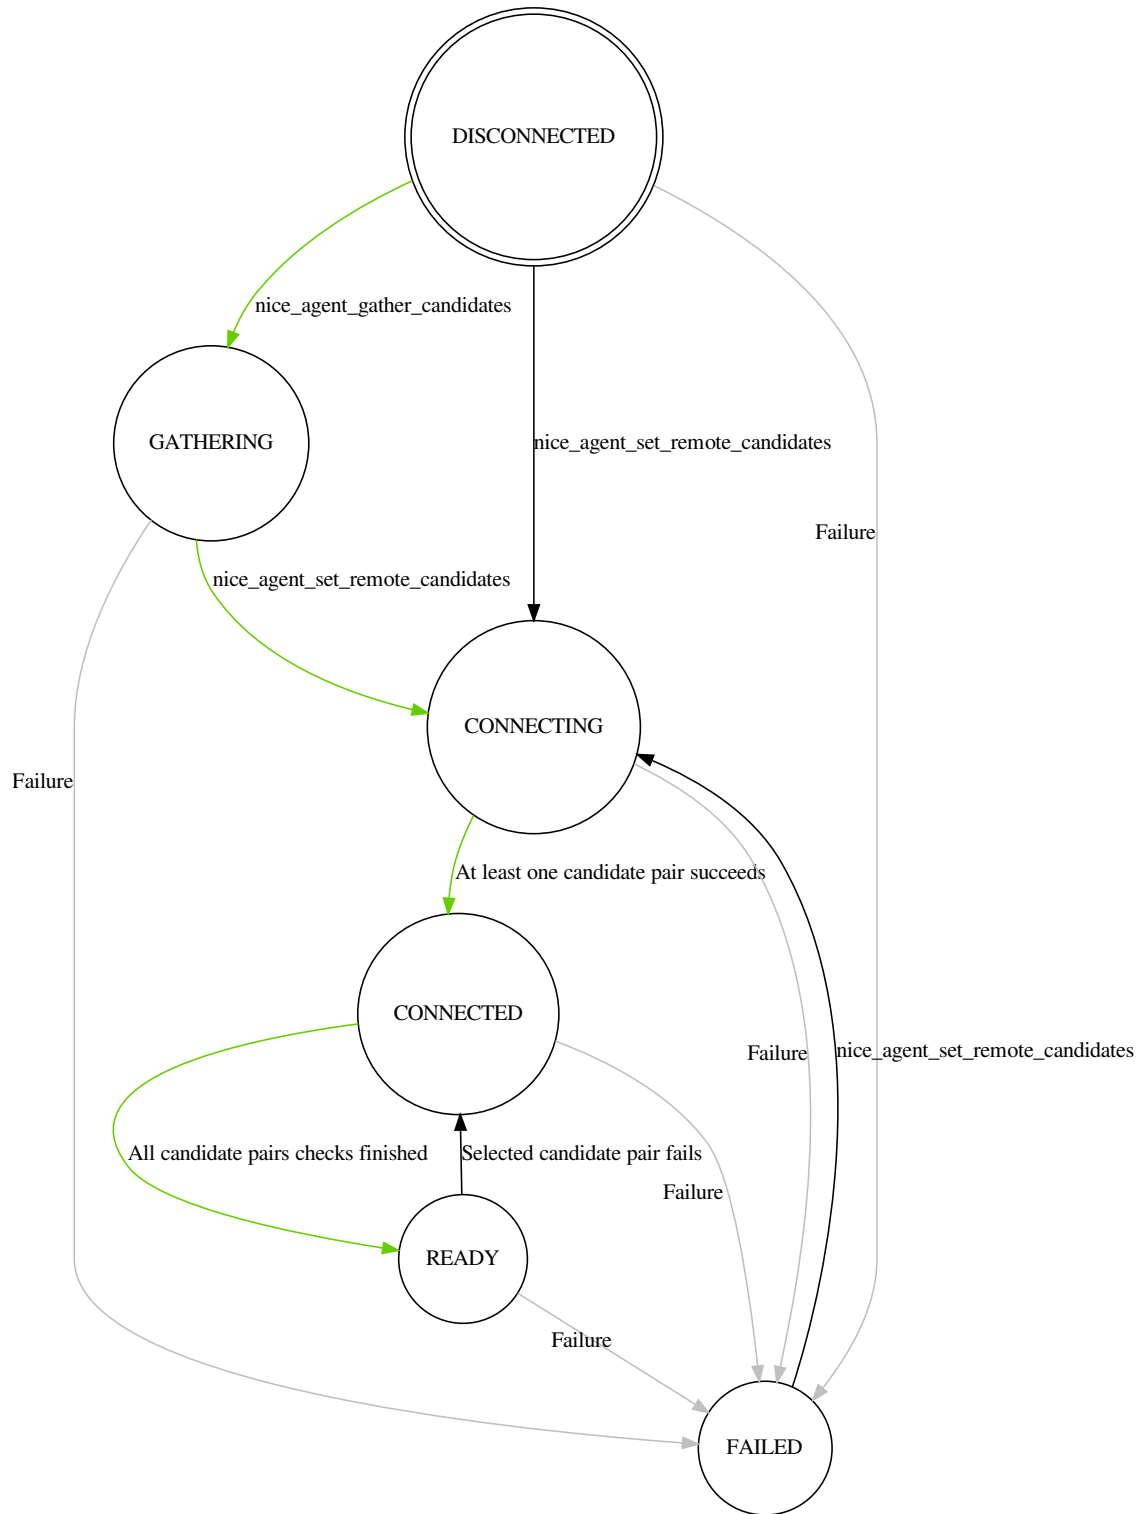 DISCONNECTED
nice_agent_gather_candidates
GATHERING
nice_agent_set_remote_candidates
Failure
nice_agent_set_remote_candidates
CONNECTING
Failure
At least one candidate pair succeeds
CONNECTED
Failure
nice_agent_set_remote_candidates
All candidate pairs checks finished
Selected candidate pair fails
Failure
READY
Failure
FAILED